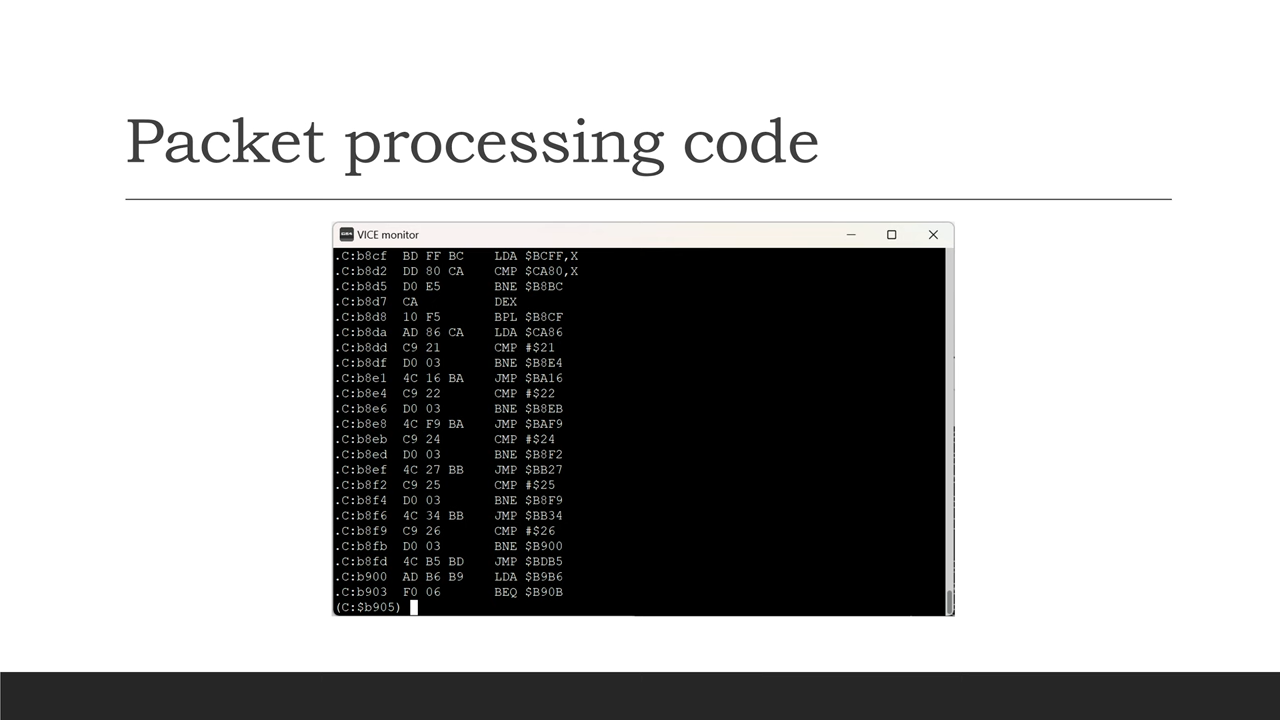 Packet processing code
VICE monitor
.C:b8cf  BD FF BC    LDA $BCFF,X
.C:b8d2  DD 80 CA    CMP $CA80,X
.C:b8d5  D0 E5       BNE $B8BC
.C:b8d7  CA          DEX
.C:b8d8  10 F5       BPL $B8CF
.C:b8da  AD 86 CA    LDA $CA86
.C:b8dd  C9 21       CMP #$21
.C:b8df  D0 03       BNE $B8E4
.C:b8e1  4C 16 BA    JMP $BA16
.C:b8e4  C9 22       CMP #$22
.C:b8e6  D0 03       BNE $B8EB
.C:b8e8  4C F9 BA    JMP $BAF9
.C:b8eb  C9 24       CMP #$24
.C:b8ed  D0 03       BNE $B8F2
.C:b8ef  4C 27 BB    JMP $BB27
.C:b8f2  C9 25       CMP #$25
.C:b8f4  D0 03       BNE $B8F9
.C:b8f6  4C 34 BB    JMP $BB34
.C:b8f9  C9 26       CMP #$26
.C:b8fb  D0 03       BNE $B900
.C:b8fd  4C B5 BD    JMP $BDB5
.C:b900  AD B6 B9    LDA $B9B6
.C:b903  F0 06       BEQ $B90B
(C:$b905)